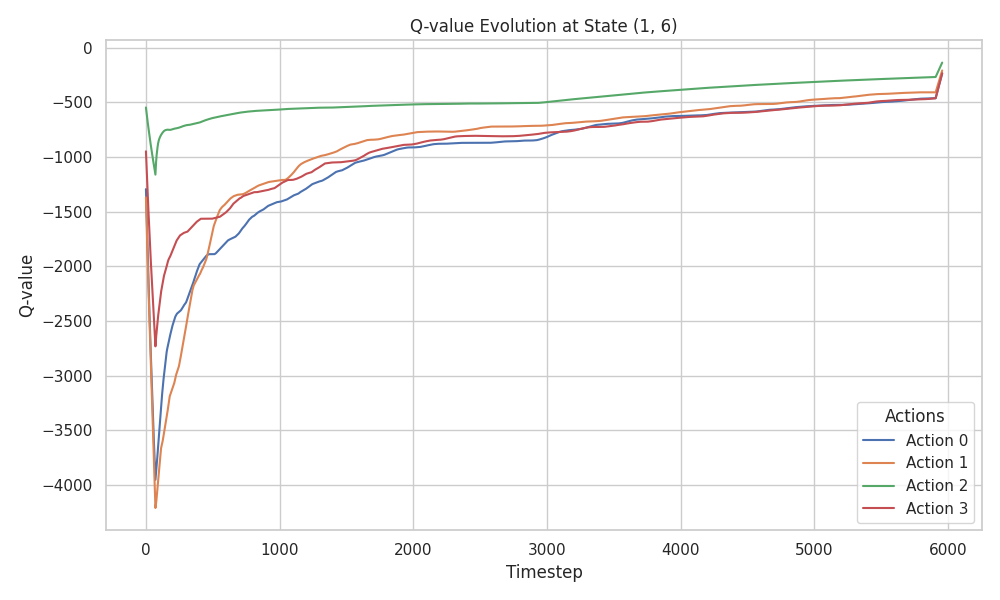 Q-value Evolution at State (1, 6)
0
−500
−1000
−1500
−2000
−2500
−3000
−3500
−4000
Q-value
Actions
Action 0
Action 1
Action 2
Action 3
0
1000
2000
3000
4000
5000
6000
Timestep